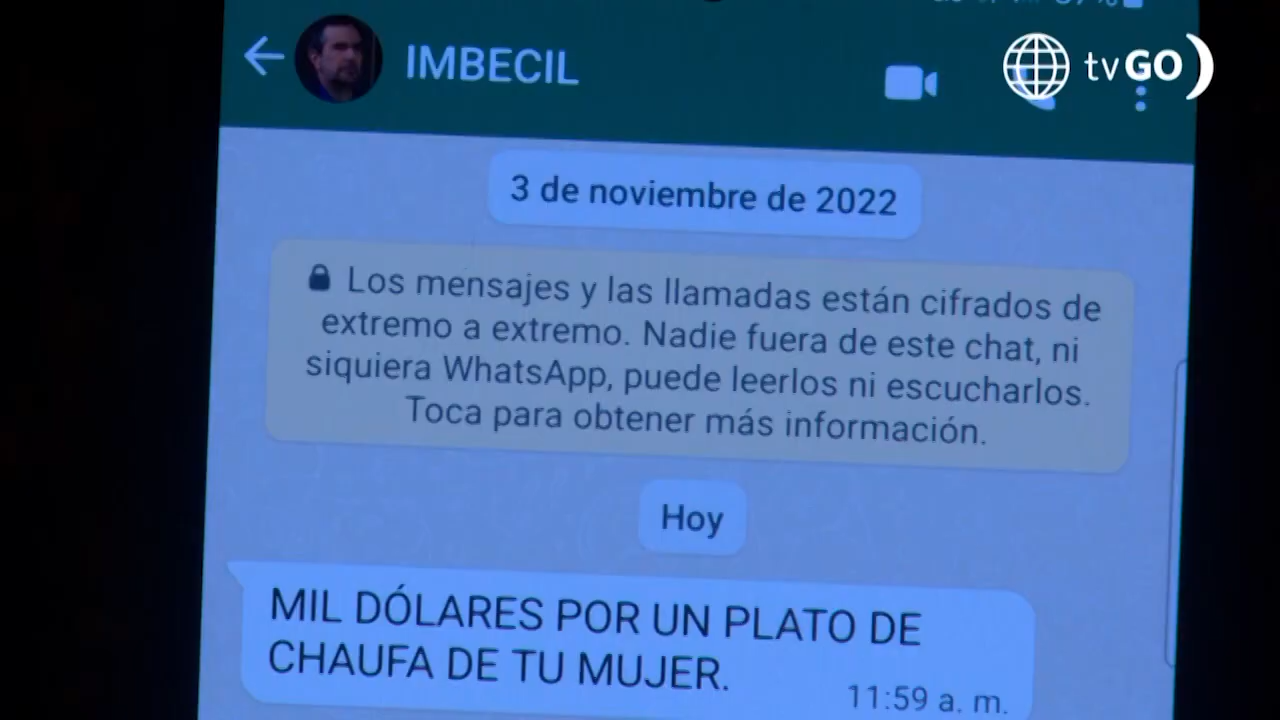 IMBECIL
tvGO
3 de noviembre de 2022
Los mensajes y las llamadas están cifrados de
extremo a extremo. Nadie fuera de este chat, ni
siquiera WhatsApp, puede leerlos ni escucharlos.
Toca para obtener más información.
Hoy
MIL DÓLARES POR UN PLATO DE
CHAUFA DE TU MUJER.
11:59 a. m.